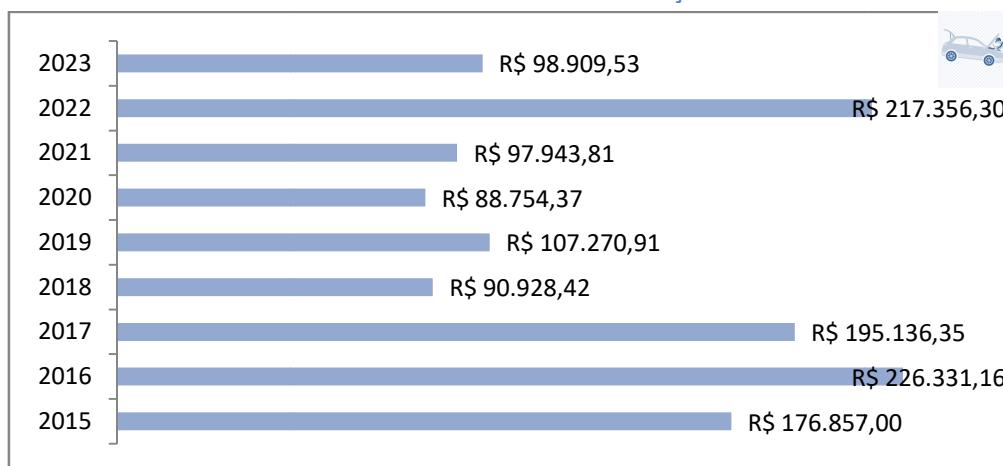 2023 R$ 98.909,53
2022 R$ 217.356,30
2021 R$ 97.943,81
2020 R$ 88.754,37
2019 R$ 107.270,91
2018 R$ 90.928,42
2017 R$ 195.136,35
2016 R$ 226.331,16
2015 R$ 176.857,00